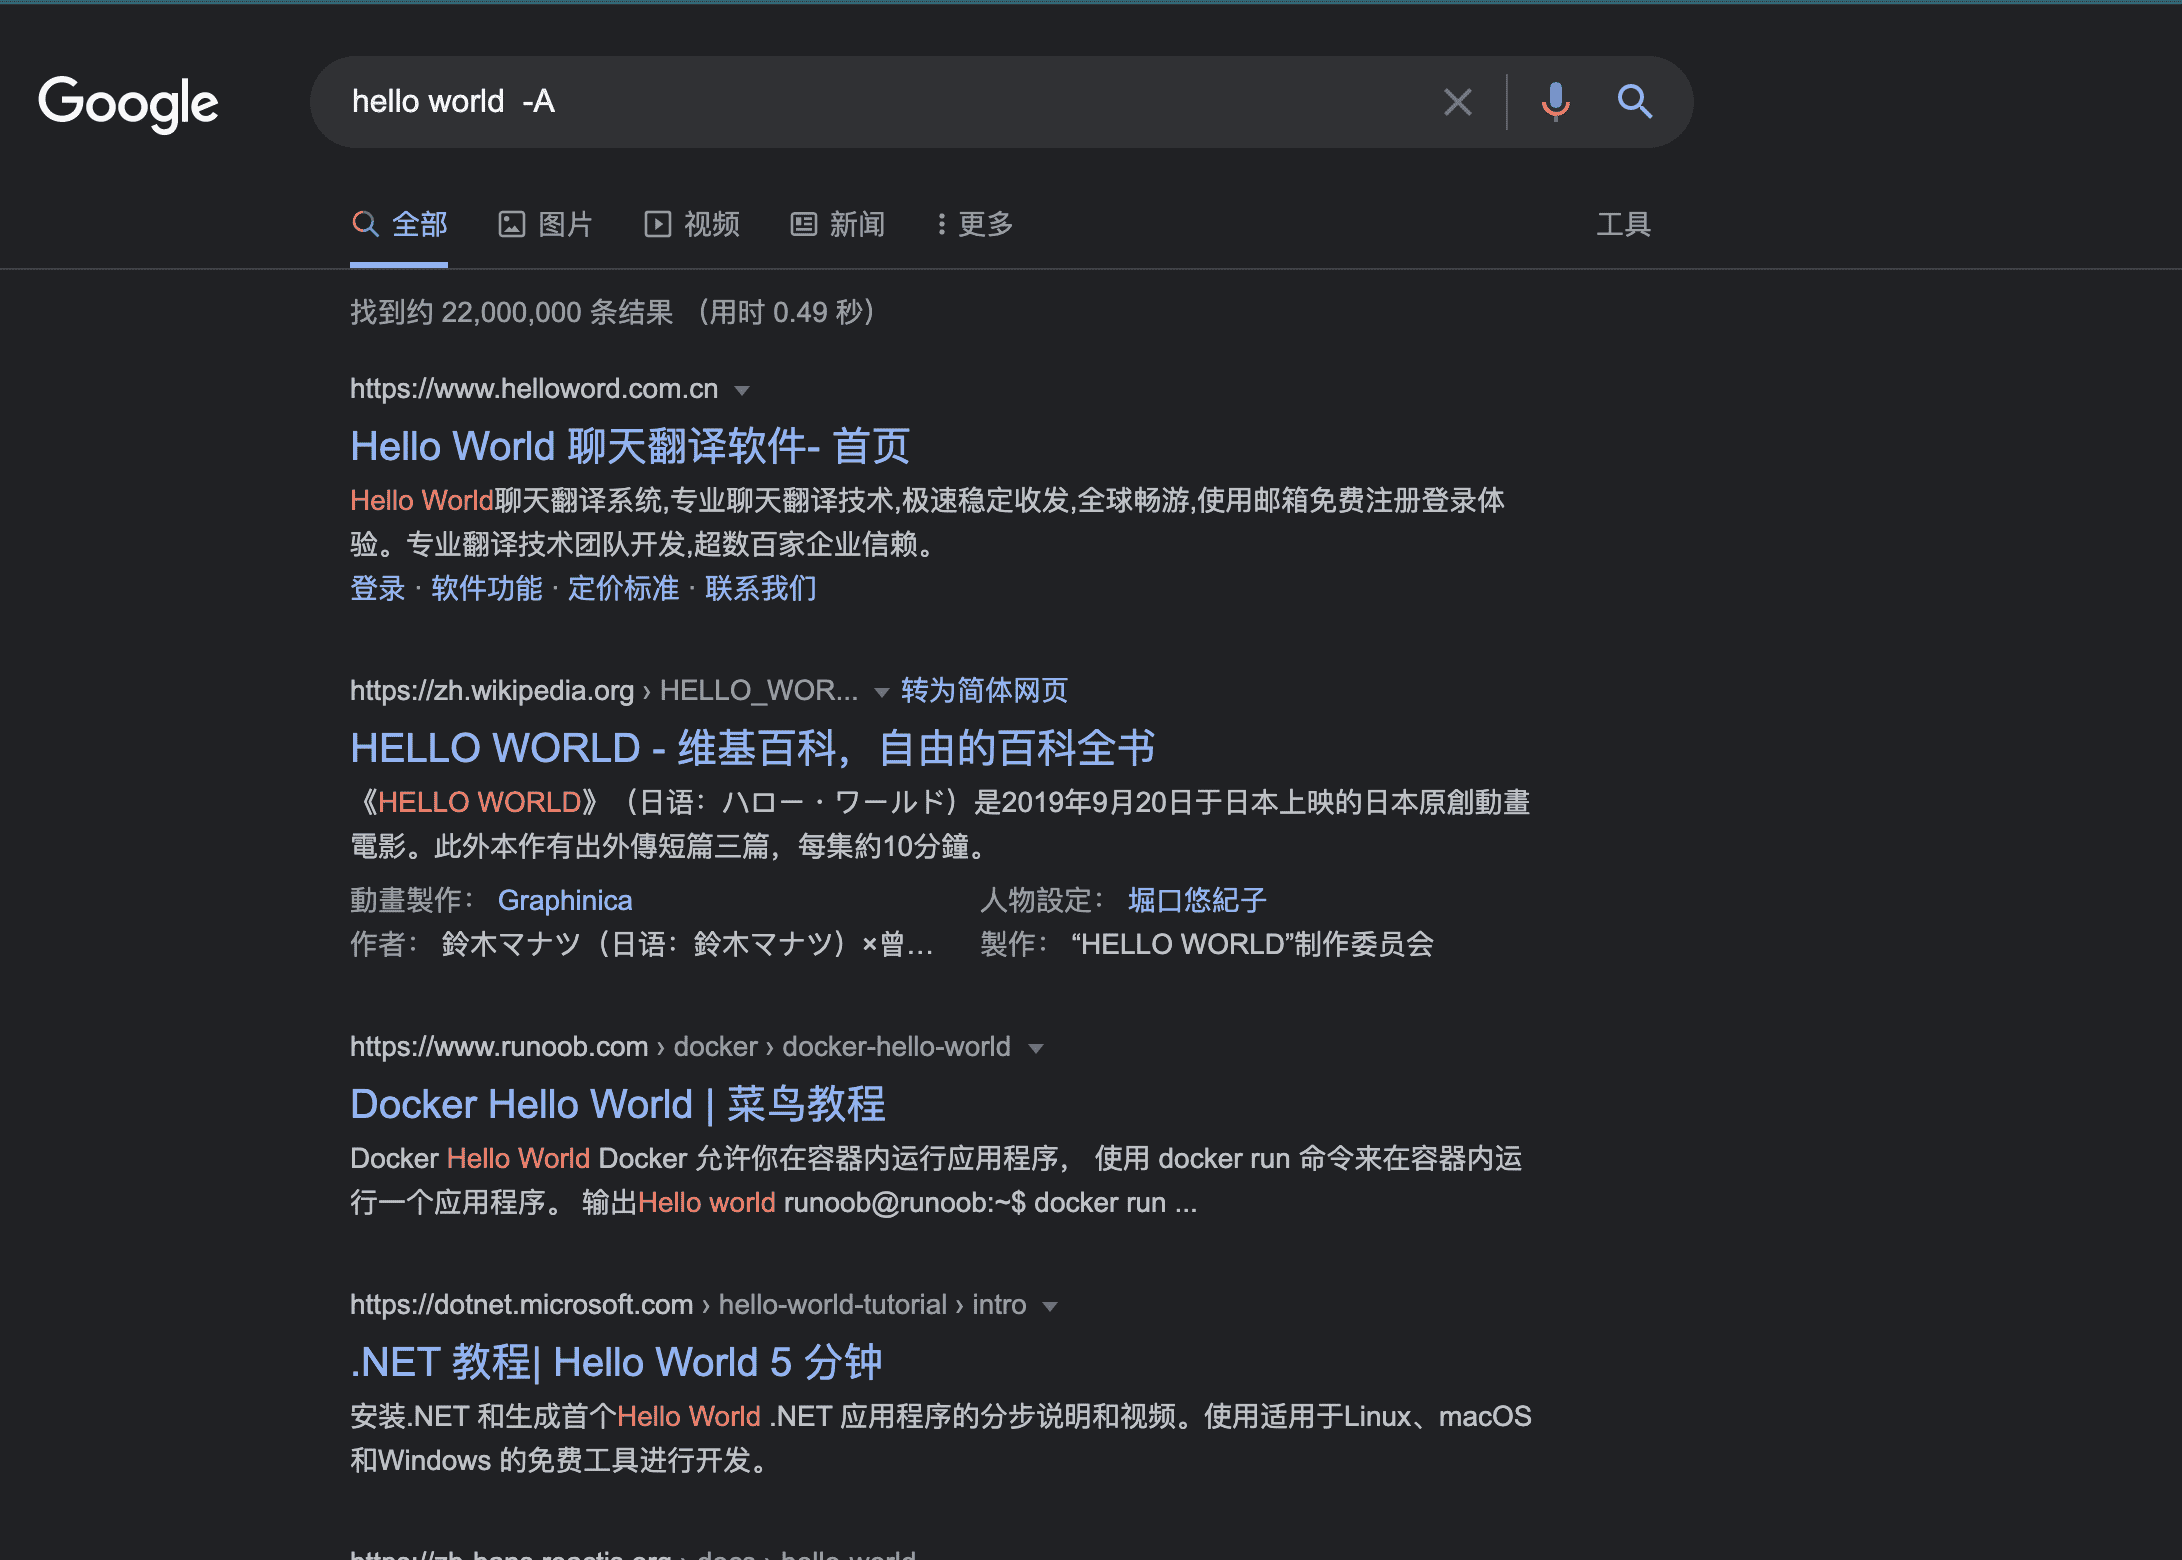 Google
hello world  -A
全部 图片 视频 新闻 更多 工具
找到约 22,000,000 条结果 （用时 0.49 秒）
https://www.helloword.com.cn
Hello World 聊天翻译软件- 首页
Hello World聊天翻译系统,专业聊天翻译技术,极速稳定收发,全球畅游,使用邮箱免费注册登录体
验。专业翻译技术团队开发,超数百家企业信赖。
登录 · 软件功能 · 定价标准 · 联系我们
https://zh.wikipedia.org › HELLO_WOR... 转为简体网页
HELLO WORLD - 维基百科，自由的百科全书
《HELLO WORLD》（日语：ハロー・ワールド）是2019年9月20日于日本上映的日本原創動畫
電影。此外本作有出外傳短篇三篇，每集約10分鐘。
動畫製作： Graphinica 人物設定： 堀口悠紀子
作者： 鈴木マナツ（日语：鈴木マナツ）×曾... 製作： “HELLO WORLD”制作委员会
https://www.runoob.com › docker › docker-hello-world
Docker Hello World | 菜鸟教程
Docker Hello World Docker 允许你在容器内运行应用程序， 使用 docker run 命令来在容器内运
行一个应用程序。 输出Hello world runoob@runoob:~$ docker run ...
https://dotnet.microsoft.com › hello-world-tutorial › intro
.NET 教程| Hello World 5 分钟
安装.NET 和生成首个Hello World .NET 应用程序的分步说明和视频。使用适用于Linux、macOS
和Windows 的免费工具进行开发。
https://zh-hans.reactjs.org › docs › hello-world